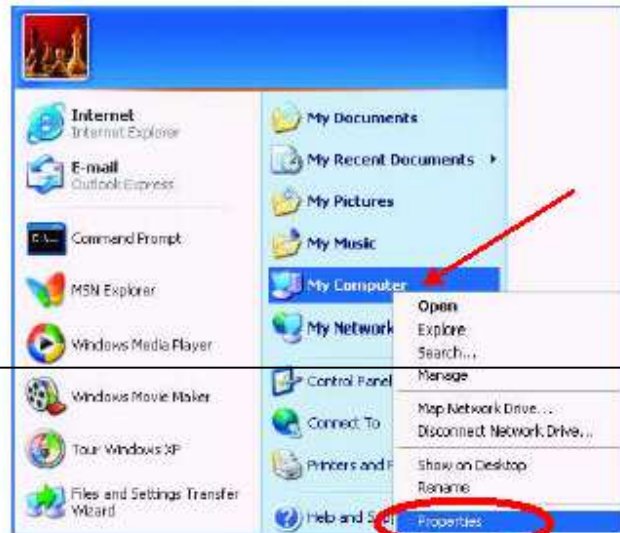 Internet
Internet Explorer
E-mail
Outlook Express
Command Prompt
MSN Explorer
Windows Media Player
Windows Movie Maker
Tour Windows XP
Files and Settings Transfer
Wizard
My Documents
My Recent Documents
My Pictures
My Music
My Computer
My Network
Control Panel
Connect To
Printers and
Help and
Open
Explore
Search...
Manage
Map Network Drive...
Disconnect Network Drive...
Show on Desktop
Rename
Properties